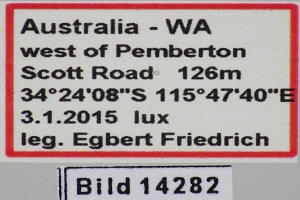 Australia - WA
west of Pemberton
Scott Road 126m
34°24'08"S 115°47'40"E
3.1.2015 lux
leg. Egbert Friedrich
Bild 14282